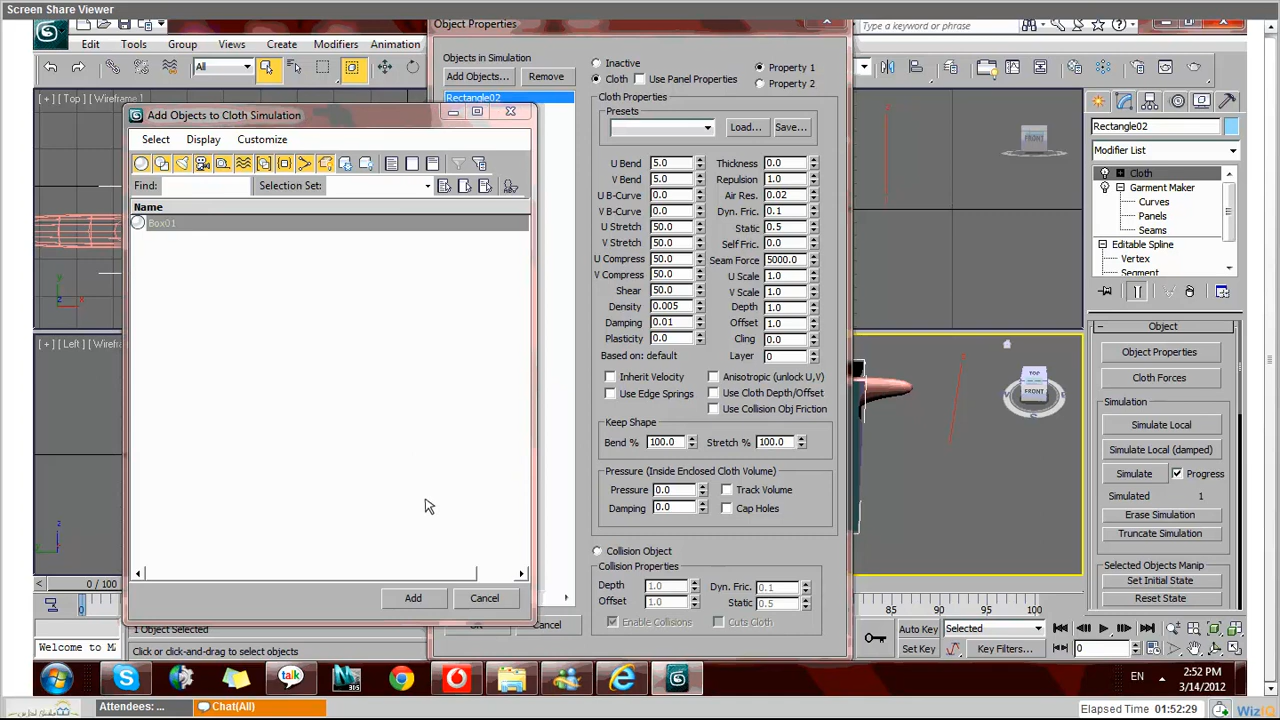 Screen Share Viewer
Object Properties
Type a keyword or phrase
Edit Tools Group Views Create Modifiers Animation
All
[ + ] [ Top ] [ Wireframe
Objects in Simulation
Add Objects... Remove
Rectangle02
Inactive
Cloth Use Panel Properties
Property 1
Property 2
Cloth Properties
Presets
Load... Save...
U Bend 5.0 Thickness 0.0
V Bend 5.0 Repulsion 1.0
U B-Curve 0.0 Air Res. 0.02
V B-Curve 0.0 Dyn. Fric. 0.1
U Stretch 50.0 Static 0.5
V Stretch 50.0 Self Fric. 0.0
U Compress 50.0 Seam Force 5000.0
V Compress 50.0 U Scale 1.0
Shear 50.0 V Scale 1.0
Density 0.005 Depth 1.0
Damping 0.01 Offset 1.0
Plasticity 0.0 Cling 0.0
Based on: default Layer 0
Inherit Velocity Anisotropic (unlock U,V)
Use Edge Springs Use Cloth Depth/Offset
Use Collision Obj Friction
Keep Shape
Bend % 100.0 Stretch % 100.0
Pressure (Inside Enclosed Cloth Volume)
Pressure 0.0 Track Volume
Damping 0.0 Cap Holes
Collision Object
Collision Properties
Depth 1.0 Dyn. Fric. 0.1
Offset 1.0 Static 0.5
Enable Collisions Cuts Cloth
OK Cancel
Add Objects to Cloth Simulation
Select Display Customize
Find: Selection Set:
Name
Box01
Add Cancel
[ + ] [ Left ] [ Wirefra
FRONT
TOP
FRONT
Rectangle02
Modifier List
Cloth
Garment Maker
Curves
Panels
Seams
Editable Spline
Vertex
Segment
Object
Object Properties
Cloth Forces
Simulation
Simulate Local
Simulate Local (damped)
Simulate Progress
Simulated 1
Erase Simulation
Truncate Simulation
Selected Objects Manip
Set Initial State
Reset State
0 / 100
0
85 90 95 100
1 Object Selected
Welcome to MA
Click or click-and-drag to select objects
Auto Key Selected
Set Key Key Filters... 0
talk
315
EN
2:52 PM
3/14/2012
Attendees: ... Chat(All)
Elapsed Time 01:52:29 WizIQ